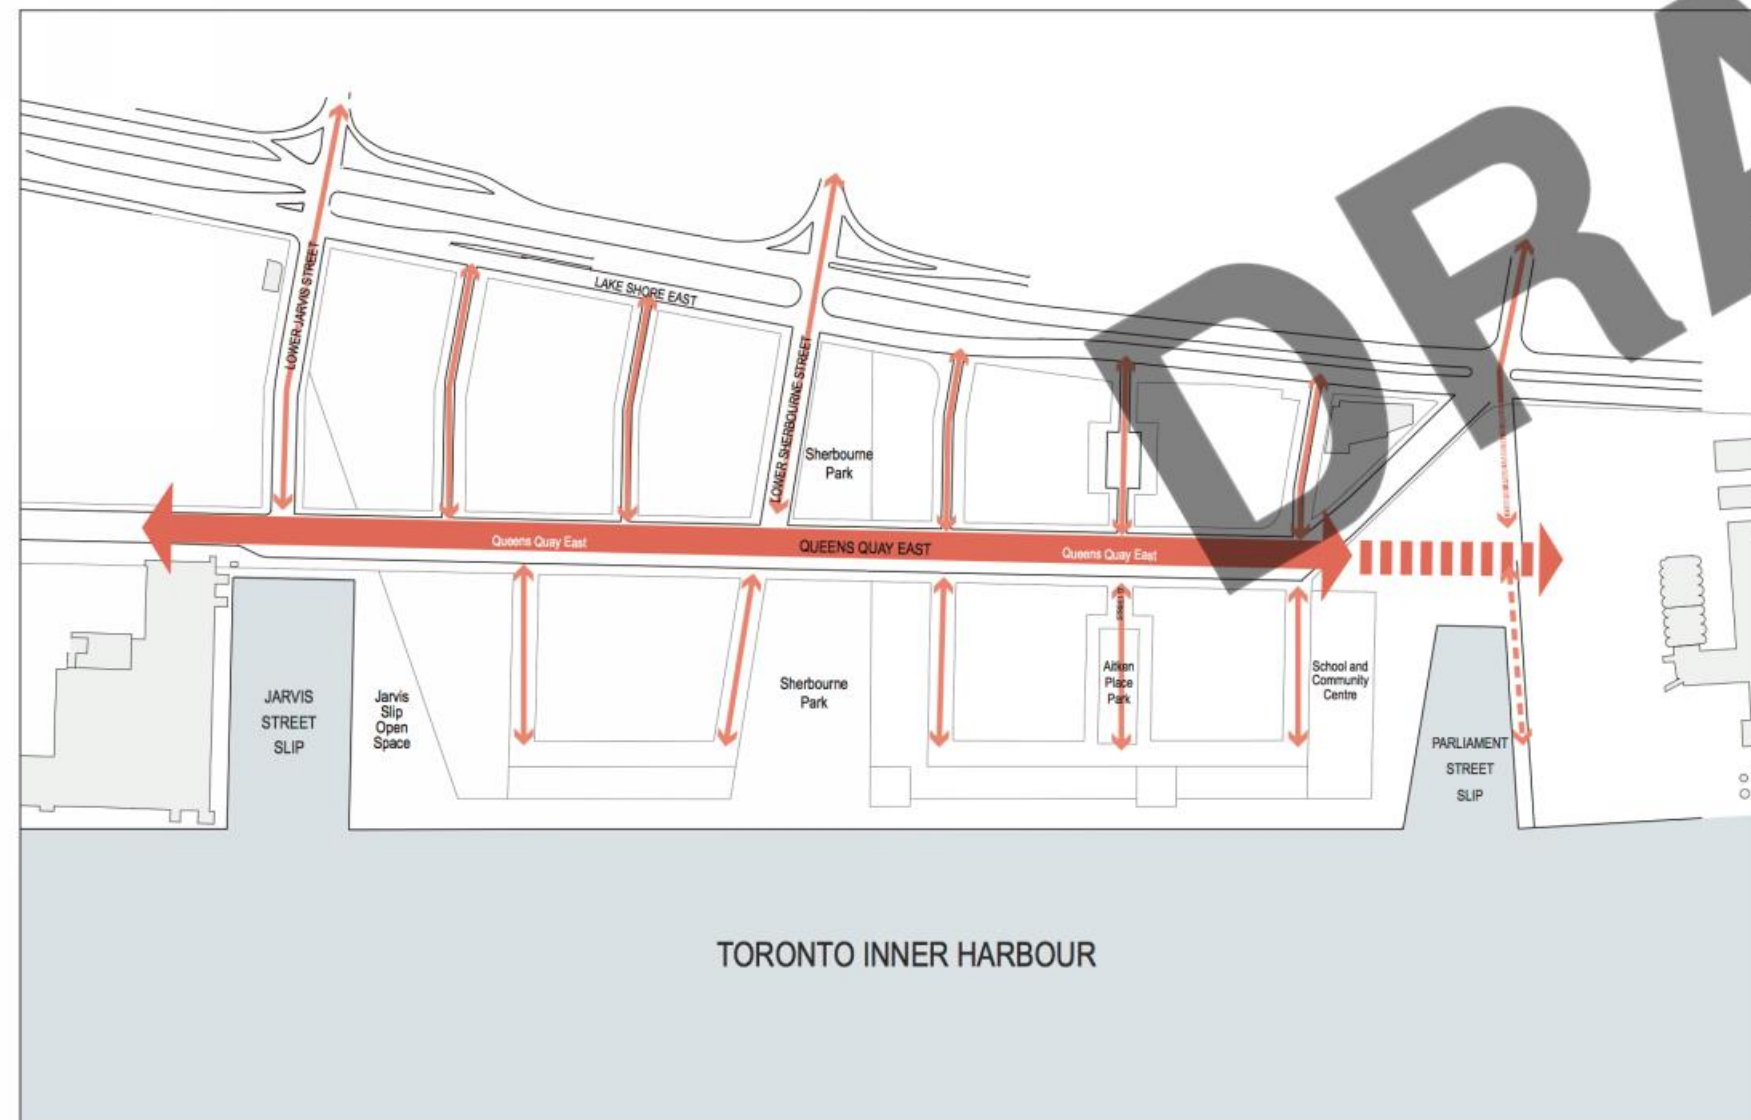 DRA
LOWER JARVIS STREET
LAKE SHORE EAST
LOWER SHERBOURNE STREET
Sherbourne
Park
Queens Quay East
QUEENS QUAY EAST
Queens Quay East
JARVIS
STREET
SLIP
Jarvis
Slip
Open
Space
Sherbourne
Park
STREET
Aitken
Place
Park
School and
Community
Centre
PARLIAMENT
STREET
SLIP
TORONTO INNER HARBOUR